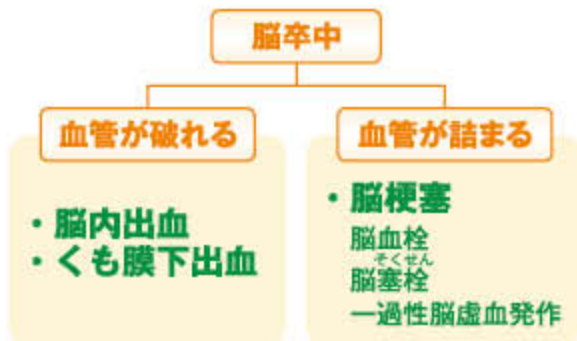 脳卒中
血管が破れる
・脳内出血
・くも膜下出血
血管が詰まる
・脳梗塞
脳血栓
そくせん
脳塞栓
一過性脳虚血発作